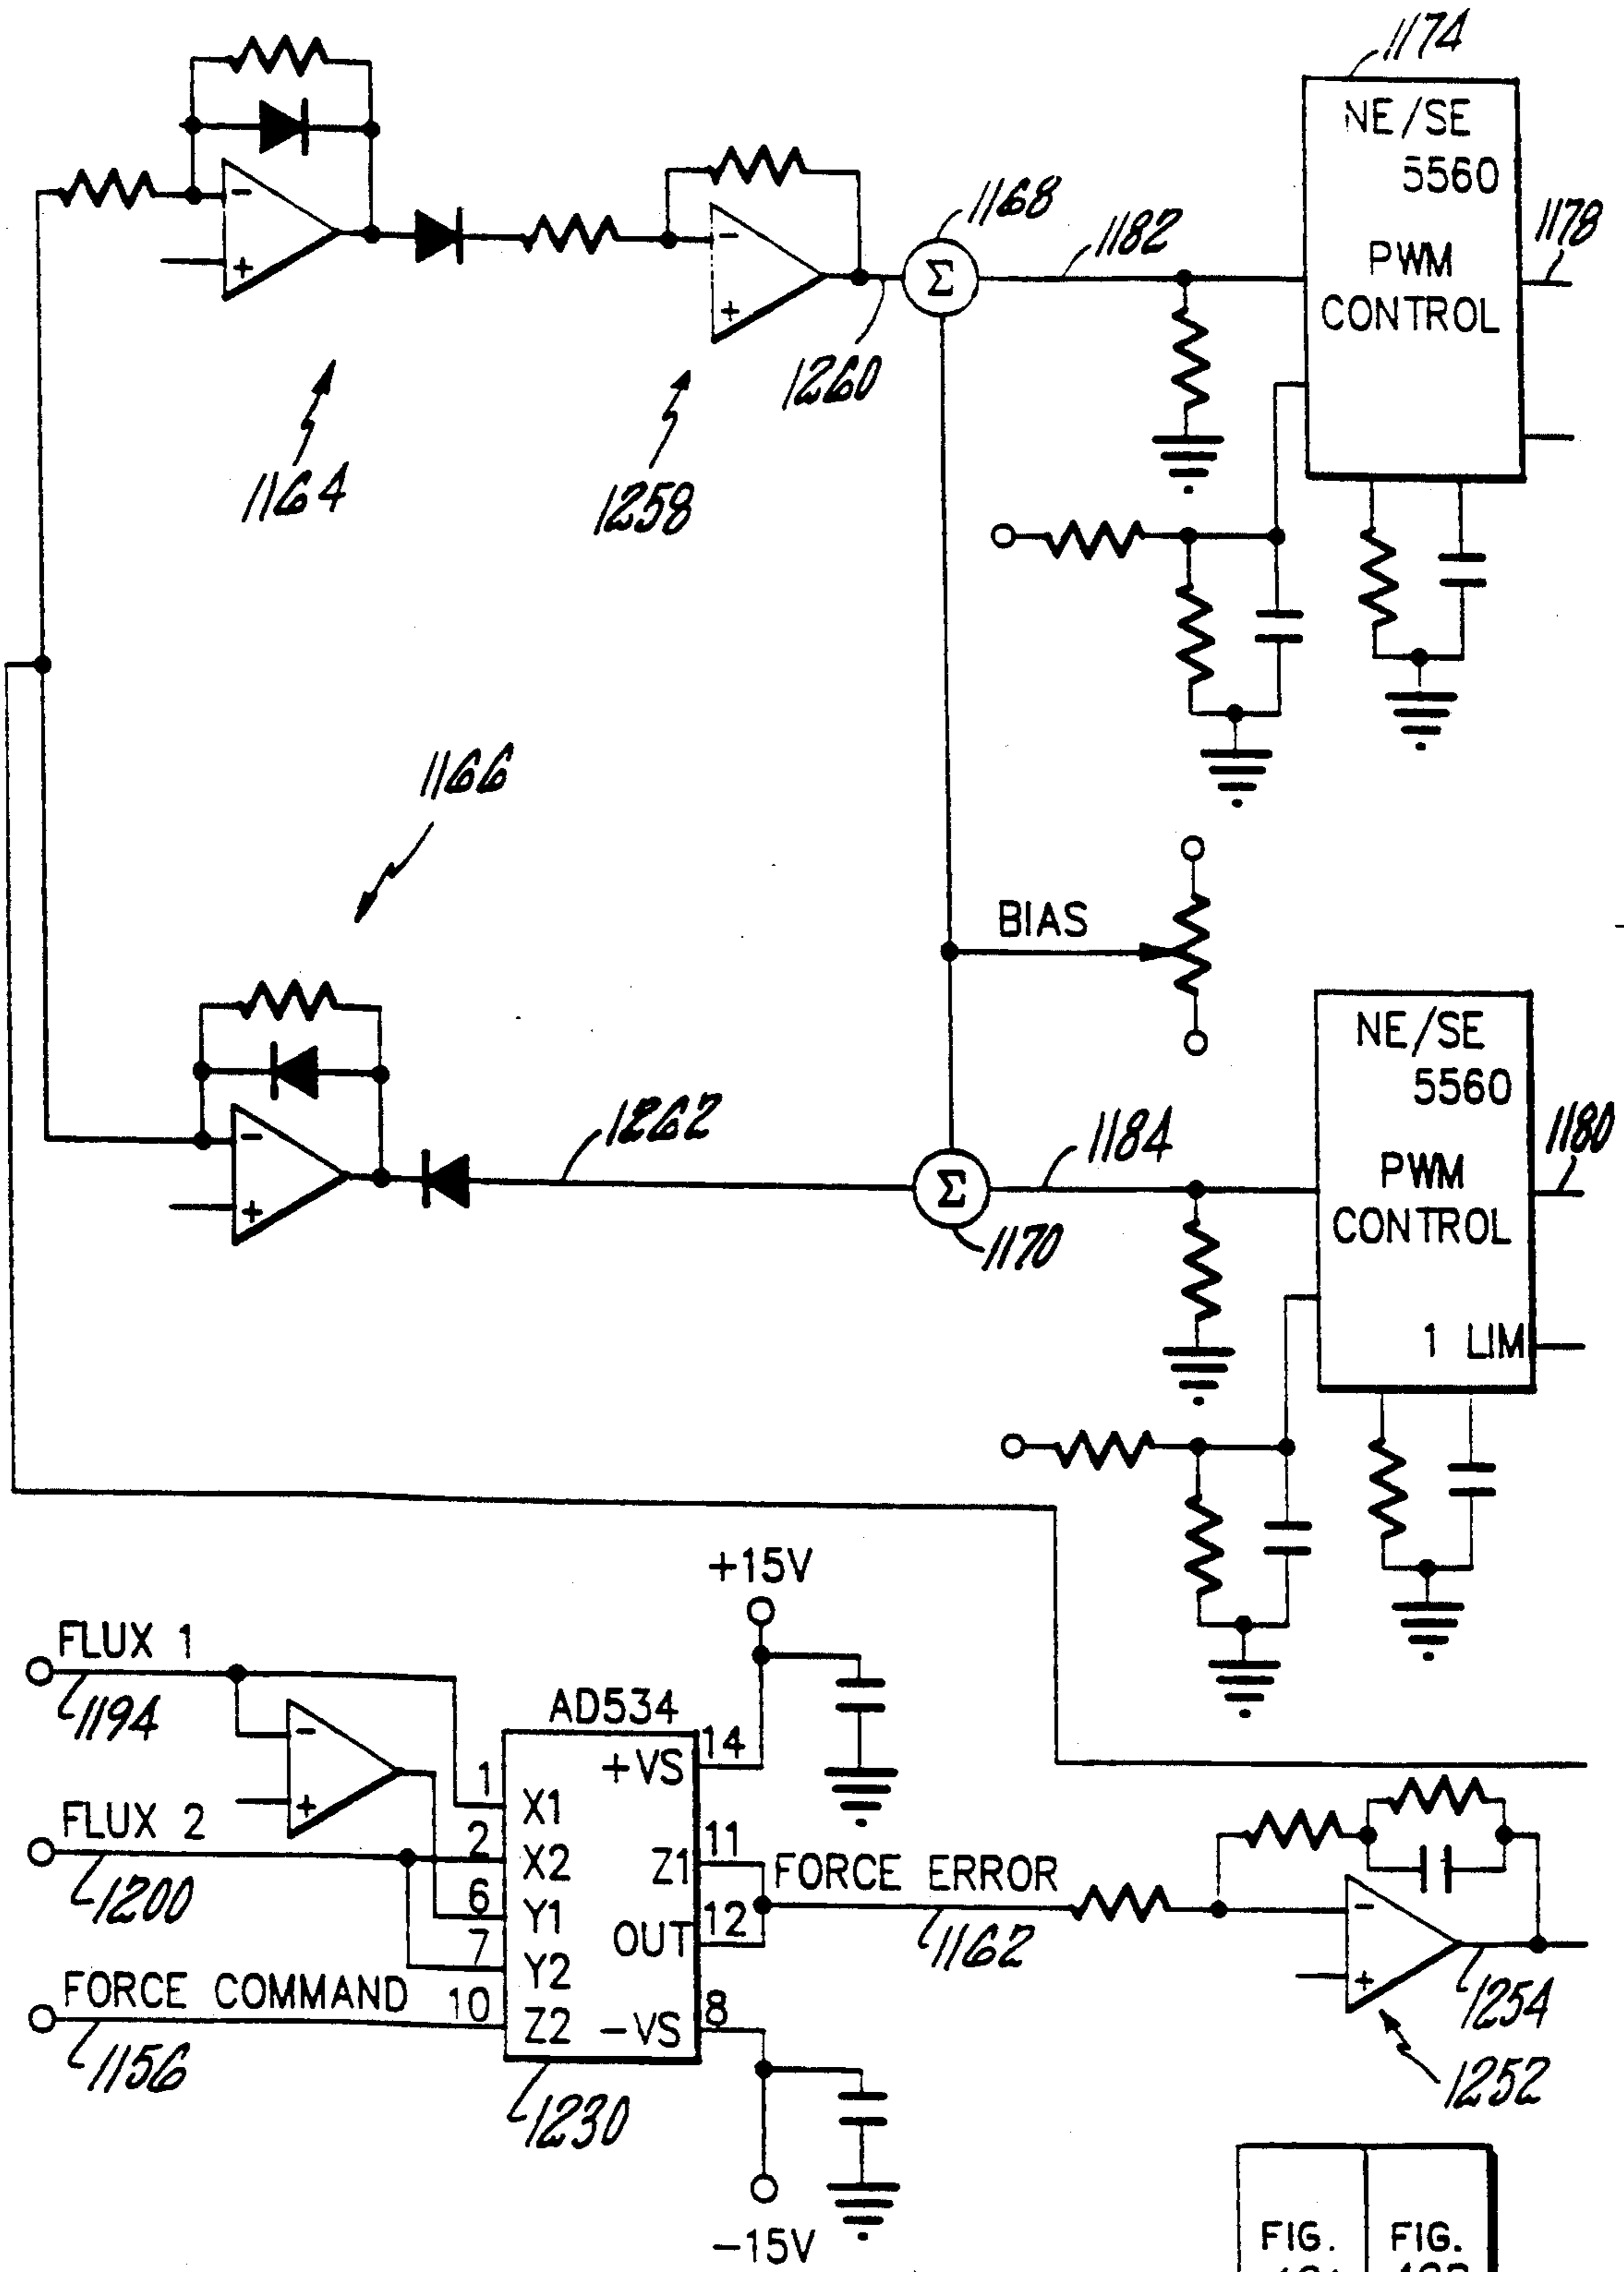 1174
NE/SE
5560
PWM
CONTROL
1178
1168
Σ
1182
-
+
-
+
1260
1164
1258
1166
BIAS
NE/SE
5560
PWM
CONTROL
1 LIM
1180
-
+
1262
1184
Σ
1170
+15V
FLUX 1
1194
-
+
AD534
+VS
14
1
X1
FLUX 2
2
X2
11
Z1
1200
6
Y1
FORCE ERROR
1162
12
OUT
7
Y2
FORCE COMMAND
10
Z2
-VS
8
1156
1230
-15V
-
+
1254
1252
FIG.
FIG.